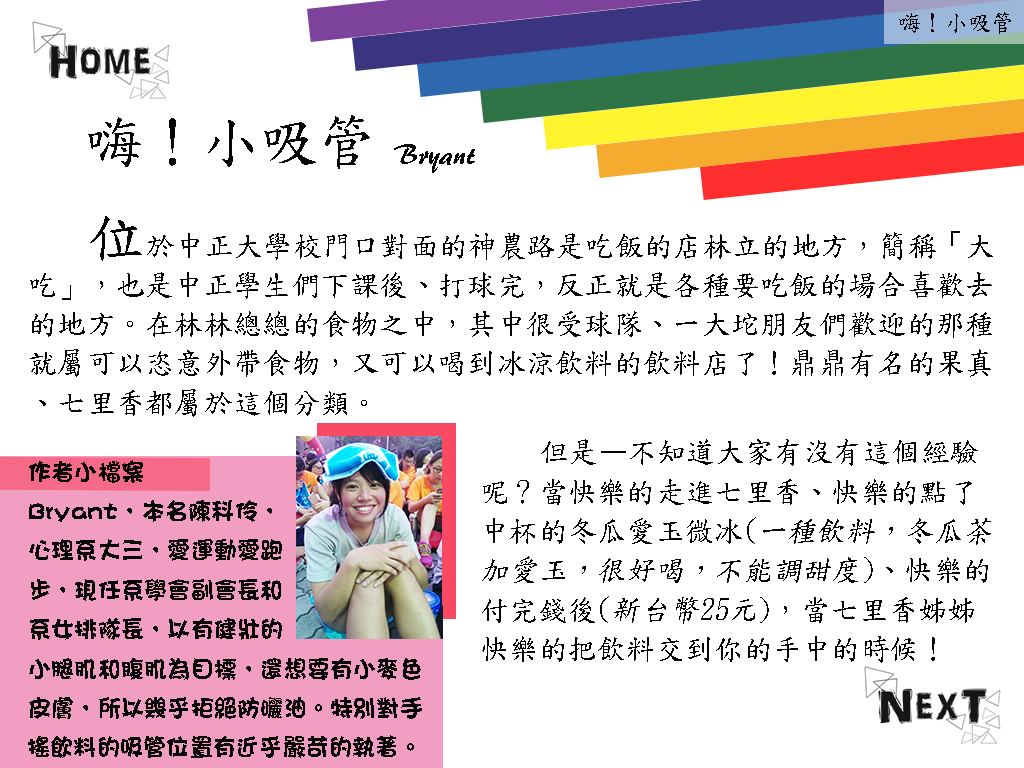 嗨！小吸管
HOME
嗨！小吸管 Bryant
位於中正大學校門口對面的神農路是吃飯的店林立的地方，簡稱「大
吃」，也是中正學生們下課後、打球完，反正就是各種要吃飯的場合喜歡去
的地方。在林林總總的食物之中，其中很受球隊、一大坨朋友們歡迎的那種
就屬可以恣意外帶食物，又可以喝到冰涼飲料的飲料店了！鼎鼎有名的果真
、七里香都屬於這個分類。
作者小檔案
Bryant、本名陳科伶，
心理系大三、愛運動愛跑
步，現任系學會副會長和
系女排隊長，以有健壯的
小腿肌和腹肌為目標，還想要有小麥色
皮膚，所以幾乎拒絕防曬油。特別對手
搖飲料的吸管位置有近乎嚴苛的執著。
但是—不知道大家有沒有這個經驗
呢？當快樂的走進七里香、快樂的點了
中杯的冬瓜愛玉微冰(一種飲料，冬瓜茶
加愛玉，很好喝，不能調甜度)、快樂的
付完錢後(新台幣25元)，當七里香姊姊
快樂的把飲料交到你的手中的時候！
NEXT